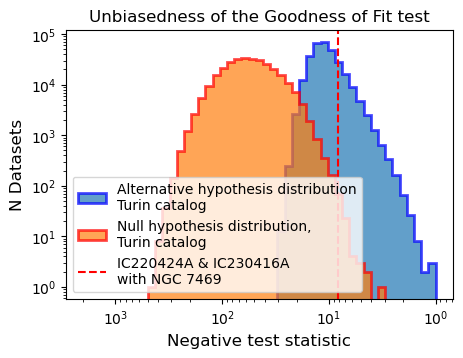 Unbiasedness of the Goodness of Fit test
N Datasets
10⁵
10⁴
10³
10²
10¹
10⁰
Alternative hypothesis distribution
Turin catalog
Null hypothesis distribution,
Turin catalog
IC220424A & IC230416A
with NGC 7469
10³ 10² 10¹ 10⁰
Negative test statistic